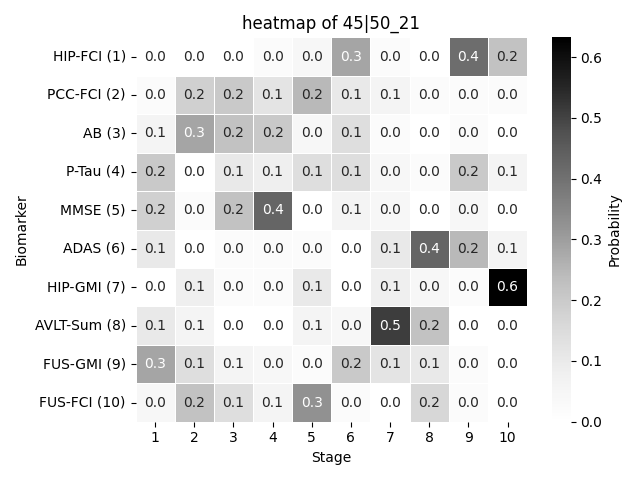 heatmap of 45|50_21
HIP-FCI (1) 0.0 0.0 0.0 0.0 0.0 0.3 0.0 0.0 0.4 0.2
PCC-FCI (2) 0.0 0.2 0.2 0.1 0.2 0.1 0.1 0.0 0.0 0.0
AB (3) 0.1 0.3 0.2 0.2 0.0 0.1 0.0 0.0 0.0 0.0
P-Tau (4) 0.2 0.0 0.1 0.1 0.1 0.1 0.0 0.0 0.2 0.1
MMSE (5) 0.2 0.0 0.2 0.4 0.0 0.1 0.0 0.0 0.0 0.0
ADAS (6) 0.1 0.0 0.0 0.0 0.0 0.0 0.1 0.4 0.2 0.1
HIP-GMI (7) 0.0 0.1 0.0 0.0 0.1 0.0 0.1 0.0 0.0 0.6
AVLT-Sum (8) 0.1 0.1 0.0 0.0 0.1 0.0 0.5 0.2 0.0 0.0
FUS-GMI (9) 0.3 0.1 0.1 0.0 0.0 0.2 0.1 0.1 0.0 0.0
FUS-FCI (10) 0.0 0.2 0.1 0.1 0.3 0.0 0.0 0.2 0.0 0.0
1 2 3 4 5 6 7 8 9 10
Stage
Biomarker
0.6
0.5
0.4
0.3
0.2
0.1
0.0
Probability